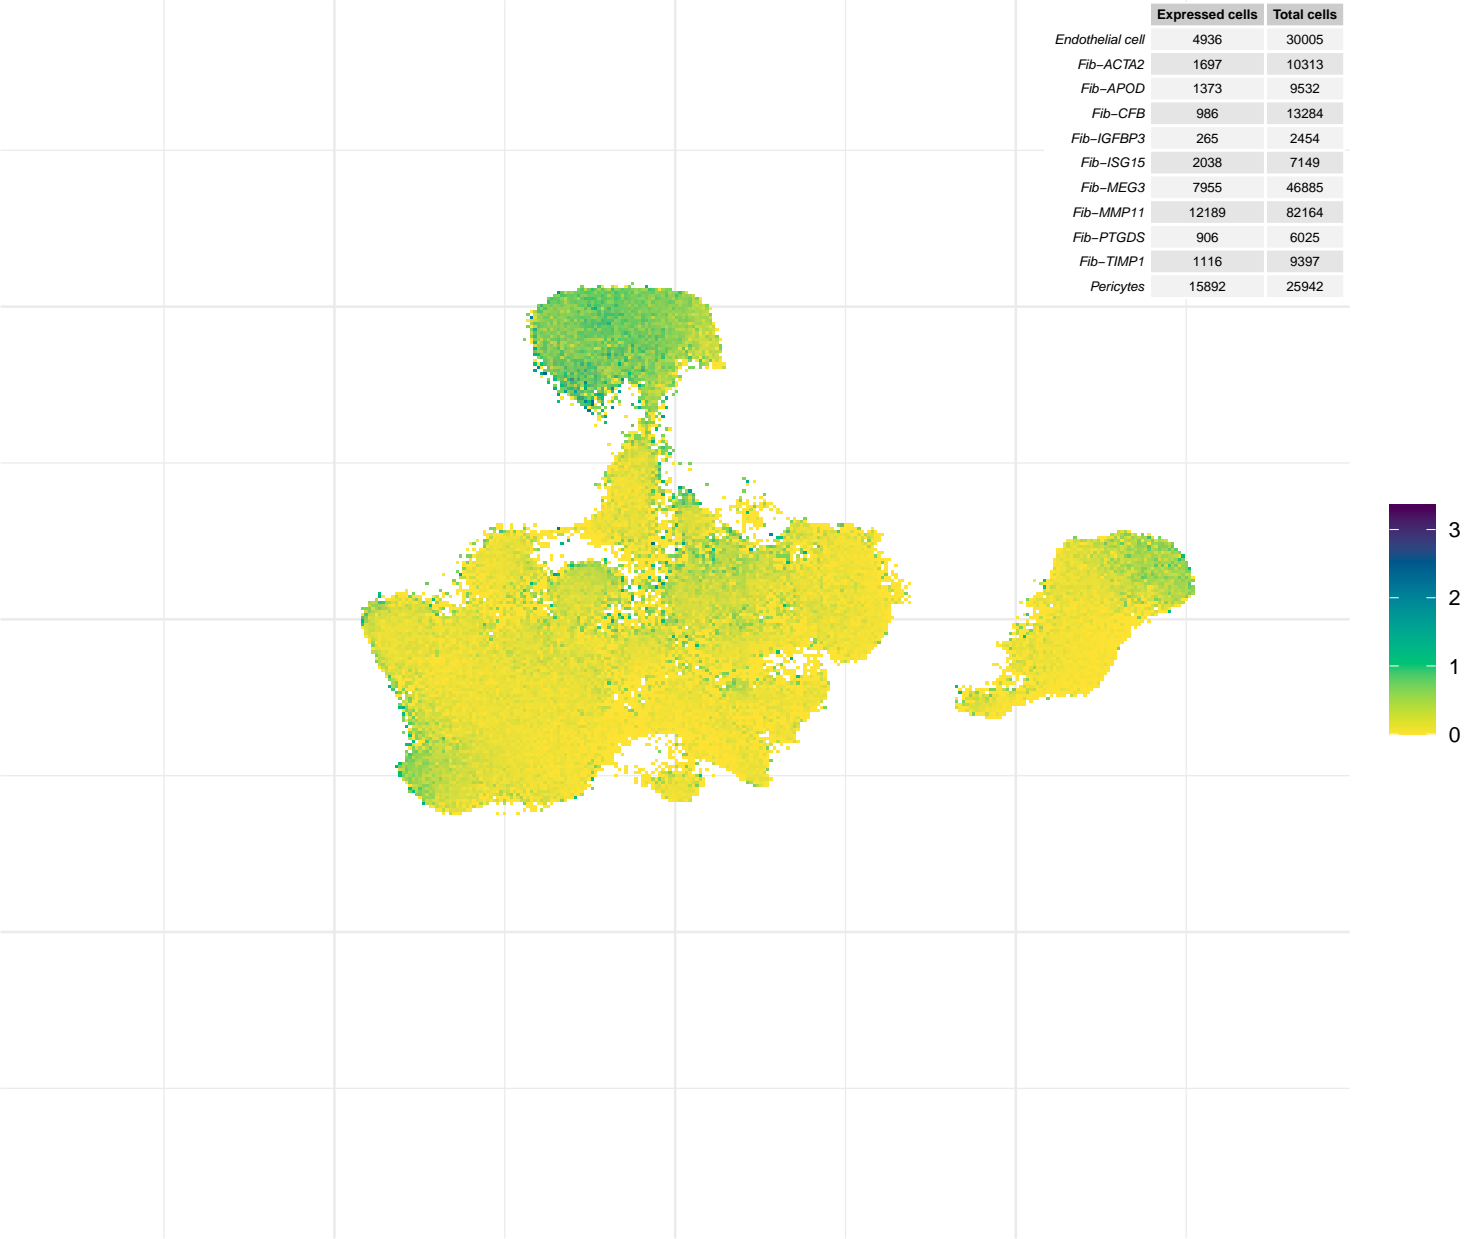 Expressed cells Total cells
Endothelial cell 4936 30005
Fib−ACTA2 1697 10313
Fib−APOD 1373 9532
Fib−CFB 986 13284
Fib−IGFBP3 265 2454
Fib−ISG15 2038 7149
Fib−MEG3 7955 46885
Fib−MMP11 12189 82164
Fib−PTGDS 906 6025
Fib−TIMP1 1116 9397
Pericytes 15892 25942
3
2
1
0